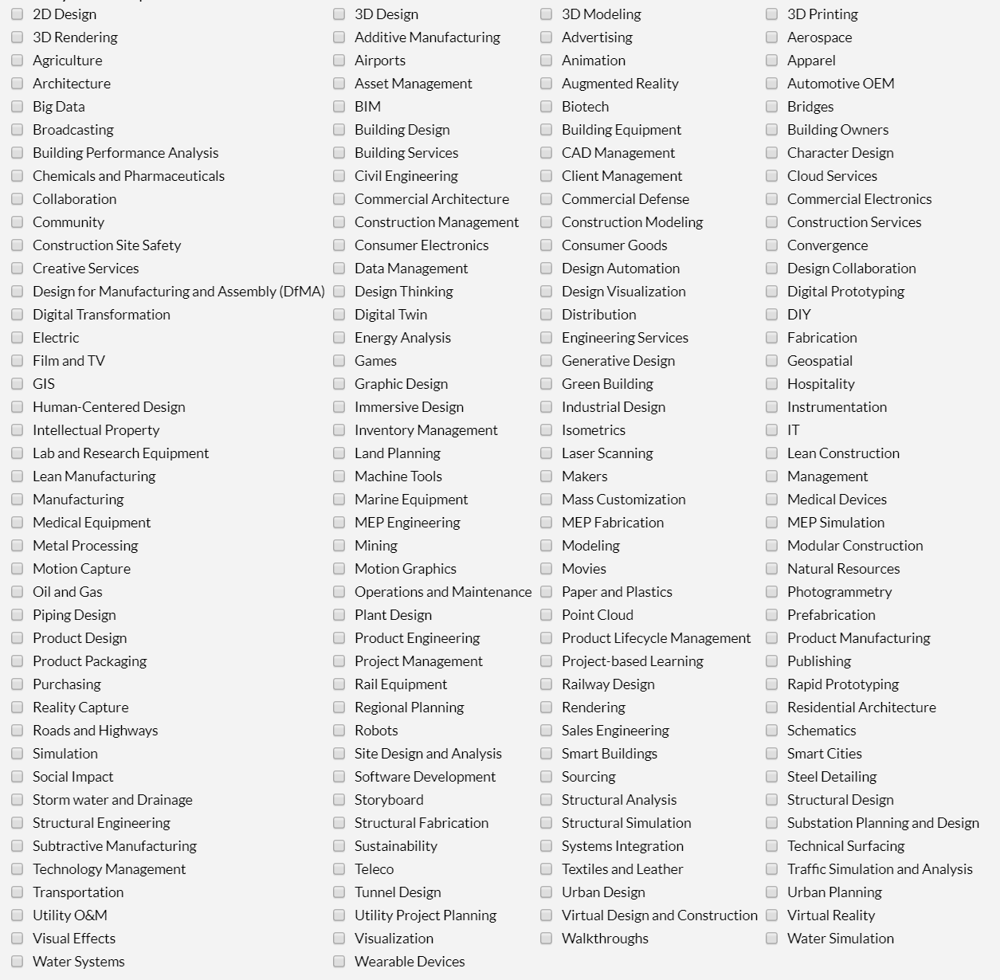 2D Design 3D Design 3D Modeling 3D Printing
3D Rendering Additive Manufacturing Advertising Aerospace
Agriculture Airports Animation Apparel
Architecture Asset Management Augmented Reality Automotive OEM
Big Data BIM Biotech Bridges
Broadcasting Building Design Building Equipment Building Owners
Building Performance Analysis Building Services CAD Management Character Design
Chemicals and Pharmaceuticals Civil Engineering Client Management Cloud Services
Collaboration Commercial Architecture Commercial Defense Commercial Electronics
Community Construction Management Construction Modeling Construction Services
Construction Site Safety Consumer Electronics Consumer Goods Convergence
Creative Services Data Management Design Automation Design Collaboration
Design for Manufacturing and Assembly (DfMA) Design Thinking Design Visualization Digital Prototyping
Digital Transformation Digital Twin Distribution DIY
Electric Energy Analysis Engineering Services Fabrication
Film and TV Games Generative Design Geospatial
GIS Graphic Design Green Building Hospitality
Human-Centered Design Immersive Design Industrial Design Instrumentation
Intellectual Property Inventory Management Isometrics IT
Lab and Research Equipment Land Planning Laser Scanning Lean Construction
Lean Manufacturing Machine Tools Makers Management
Manufacturing Marine Equipment Mass Customization Medical Devices
Medical Equipment MEP Engineering MEP Fabrication MEP Simulation
Metal Processing Mining Modeling Modular Construction
Motion Capture Motion Graphics Movies Natural Resources
Oil and Gas Operations and Maintenance Paper and Plastics Photogrammetry
Piping Design Plant Design Point Cloud Prefabrication
Product Design Product Engineering Product Lifecycle Management Product Manufacturing
Product Packaging Project Management Project-based Learning Publishing
Purchasing Rail Equipment Railway Design Rapid Prototyping
Reality Capture Regional Planning Rendering Residential Architecture
Roads and Highways Robots Sales Engineering Schematics
Simulation Site Design and Analysis Smart Buildings Smart Cities
Social Impact Software Development Sourcing Steel Detailing
Storm water and Drainage Storyboard Structural Analysis Structural Design
Structural Engineering Structural Fabrication Structural Simulation Substation Planning and Design
Subtractive Manufacturing Sustainability Systems Integration Technical Surfacing
Technology Management Teleco Textiles and Leather Traffic Simulation and Analysis
Transportation Tunnel Design Urban Design Urban Planning
Utility O&M Utility Project Planning Virtual Design and Construction Virtual Reality
Visual Effects Visualization Walkthroughs Water Simulation
Water Systems Wearable Devices